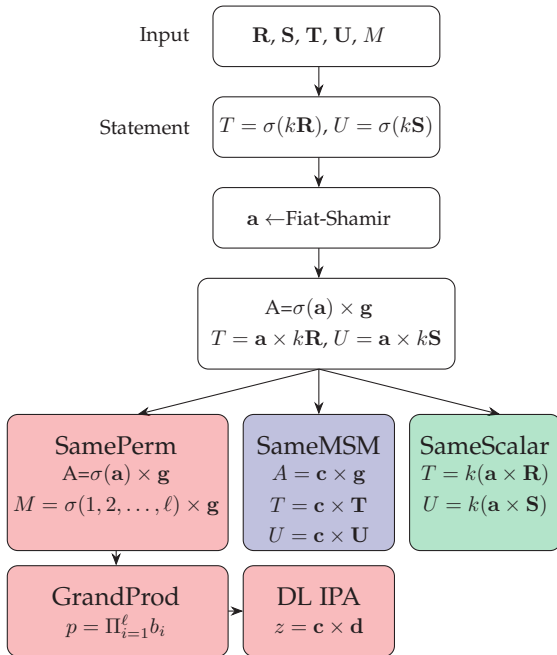 Input
R, S, T, U, M
Statement
T = σ(kR), U = σ(kS)
a ←Fiat-Shamir
A=σ(a) × g
T = a × kR, U = a × kS
SamePerm
A=σ(a) × g
M = σ(1, 2, . . . , ℓ) × g
SameMSM
A = c × g
T = c × T
U = c × U
SameScalar
T = k(a × R)
U = k(a × S)
GrandProd
p = Π_{i=1}^{ℓ} b_i
DL IPA
z = c × d